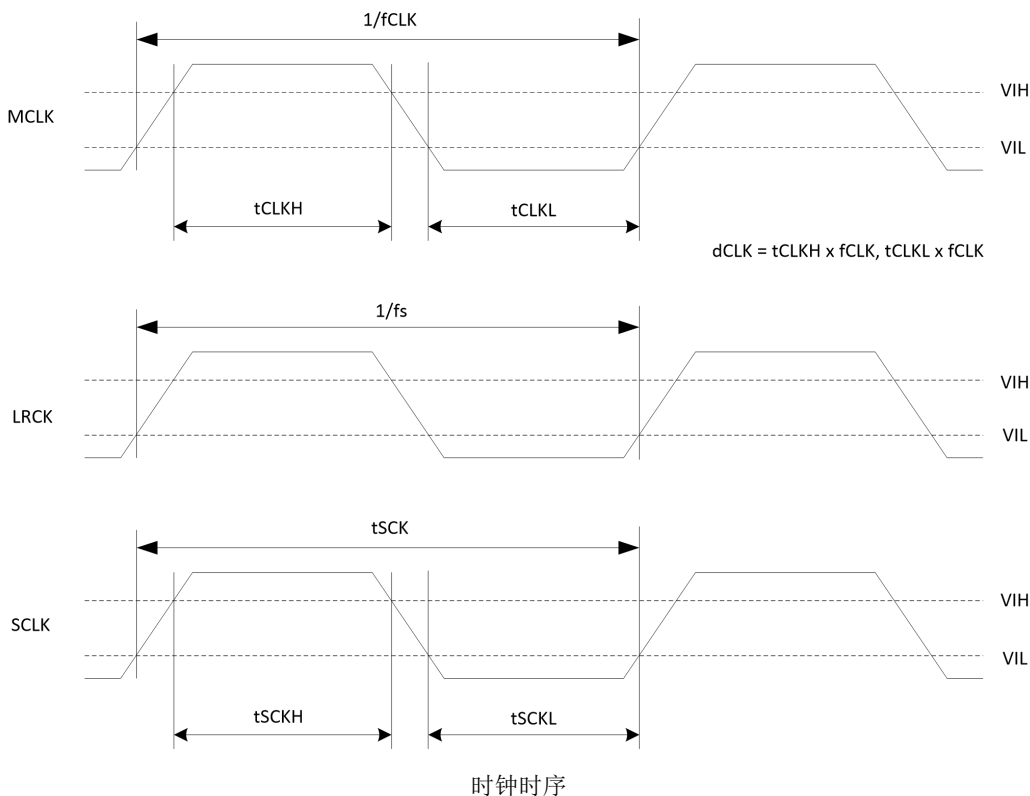 1/fCLK
VIH
MCLK
VIL
tCLKH
tCLKL
dCLK = tCLKH x fCLK, tCLKL x fCLK
1/fs
VIH
LRCK
VIL
tSCK
VIH
SCLK
VIL
tSCKH
tSCKL
时钟时序